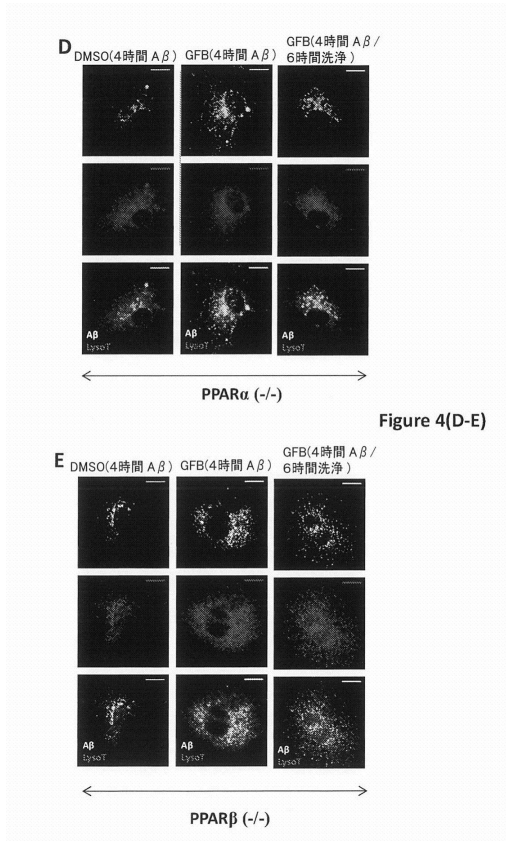 D
DMSO(4時間 Aβ)
GFB(4時間 Aβ)
GFB(4時間 Aβ/
6時間洗浄)
Aβ
LysoT
Aβ
LysoT
Aβ
LysoT
PPARα (-/-)
Figure 4(D-E)
E
DMSO(4時間 Aβ)
GFB(4時間 Aβ)
GFB(4時間 Aβ/
6時間洗浄)
Aβ
LysoT
Aβ
LysoT
Aβ
LysoT
PPARβ (-/-)